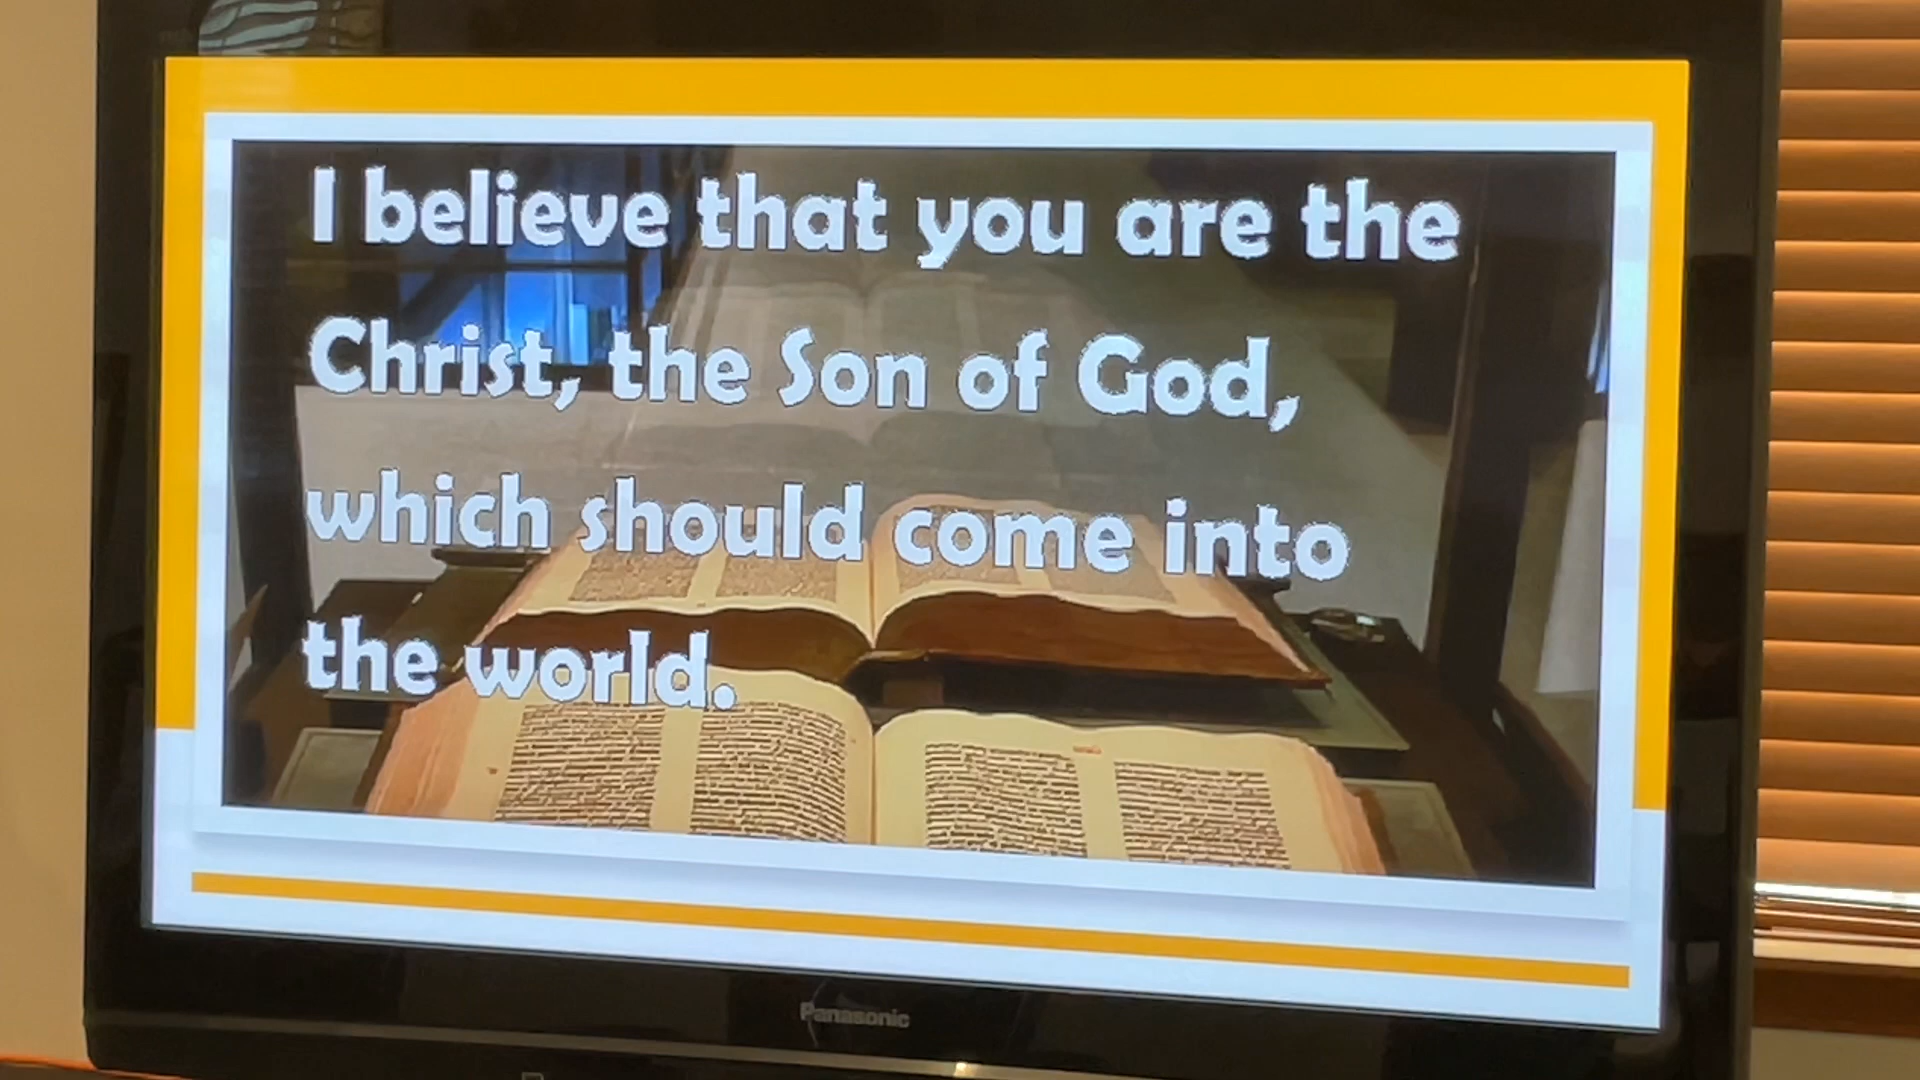 I believe that you are the
Christ, the Son of God,
which should come into
the world.
Panasonic